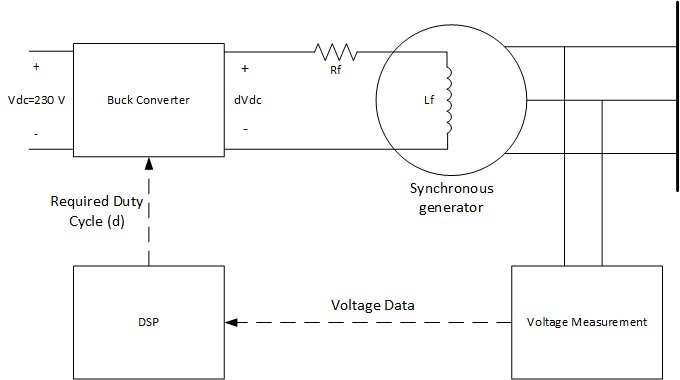 +
Vdc=230 V
-
Buck Converter
+
dVdc
-
Rf
Lf
Synchronous
generator
Required Duty
Cycle (d)
DSP
Voltage Data
Voltage Measurement